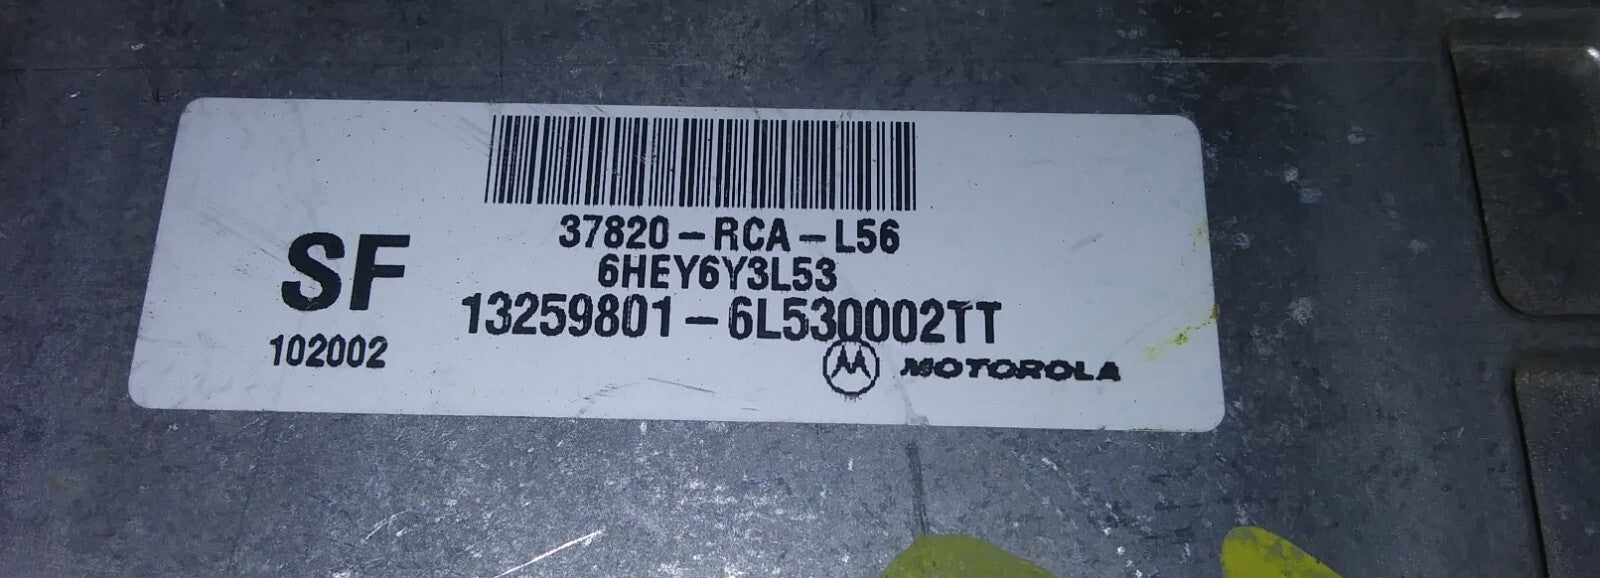 37820-RCA-L56
6HEY6Y3L53
SF
13259801-6L530002TT
102002
MOTOROLA